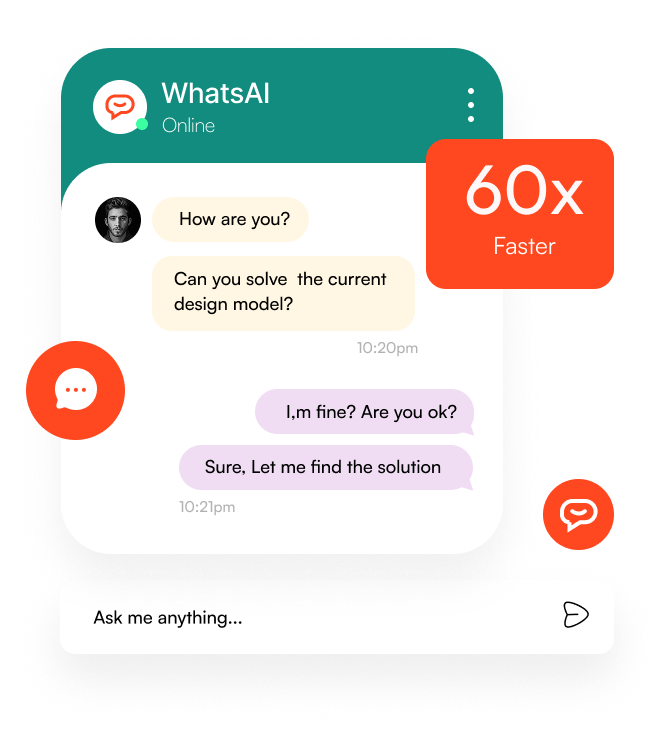 WhatsAI
Online
60x
Faster
How are you?
Can you solve  the current
design model?
10:20pm
I,m fine? Are you ok?
Sure, Let me find the solution
10:21pm
Ask me anything...